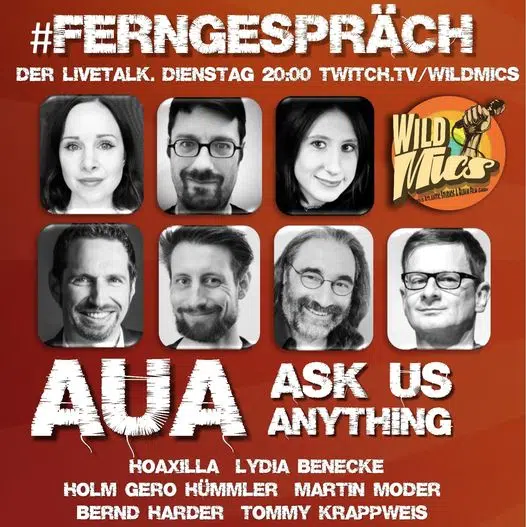 #FERNGESPRÄCH
DER LIVETALK. DIENSTAG 20:00 TWITCH.TV/WILDMICS
WILD
MICS
AUA
ASK US
ANYTHING
HOAXILLA LYDIA BENECKE
HOLM GERO HÜMMLER MARTIN MODER
BERND HARDER TOMMY KRAPPWEIS